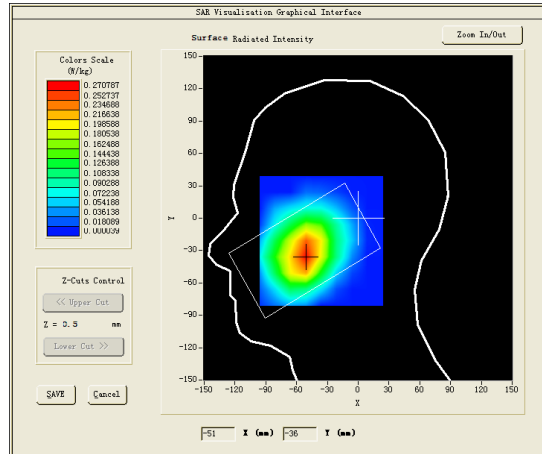 SAR Visualisation Graphical Interface
Surface Radiated Intensity
Zoom In/Out
Colors Scale
(W/kg)
0.270787
0.252737
0.234688
0.216638
0.198588
0.180538
0.162488
0.144438
0.126388
0.108338
0.090288
0.072238
0.054188
0.036138
0.018089
0.000039
Z-Cuts Control
<< Upper Cut
Z = 0.5 mm
Lower Cut >>
SAVE
Cancel
150
120
90
60
30
0
-30
-60
-90
-120
-150
Y
-150 -120 -90 -60 -30 0 30 60 90 120 150
X
-51 X (mm) -36 Y (mm)